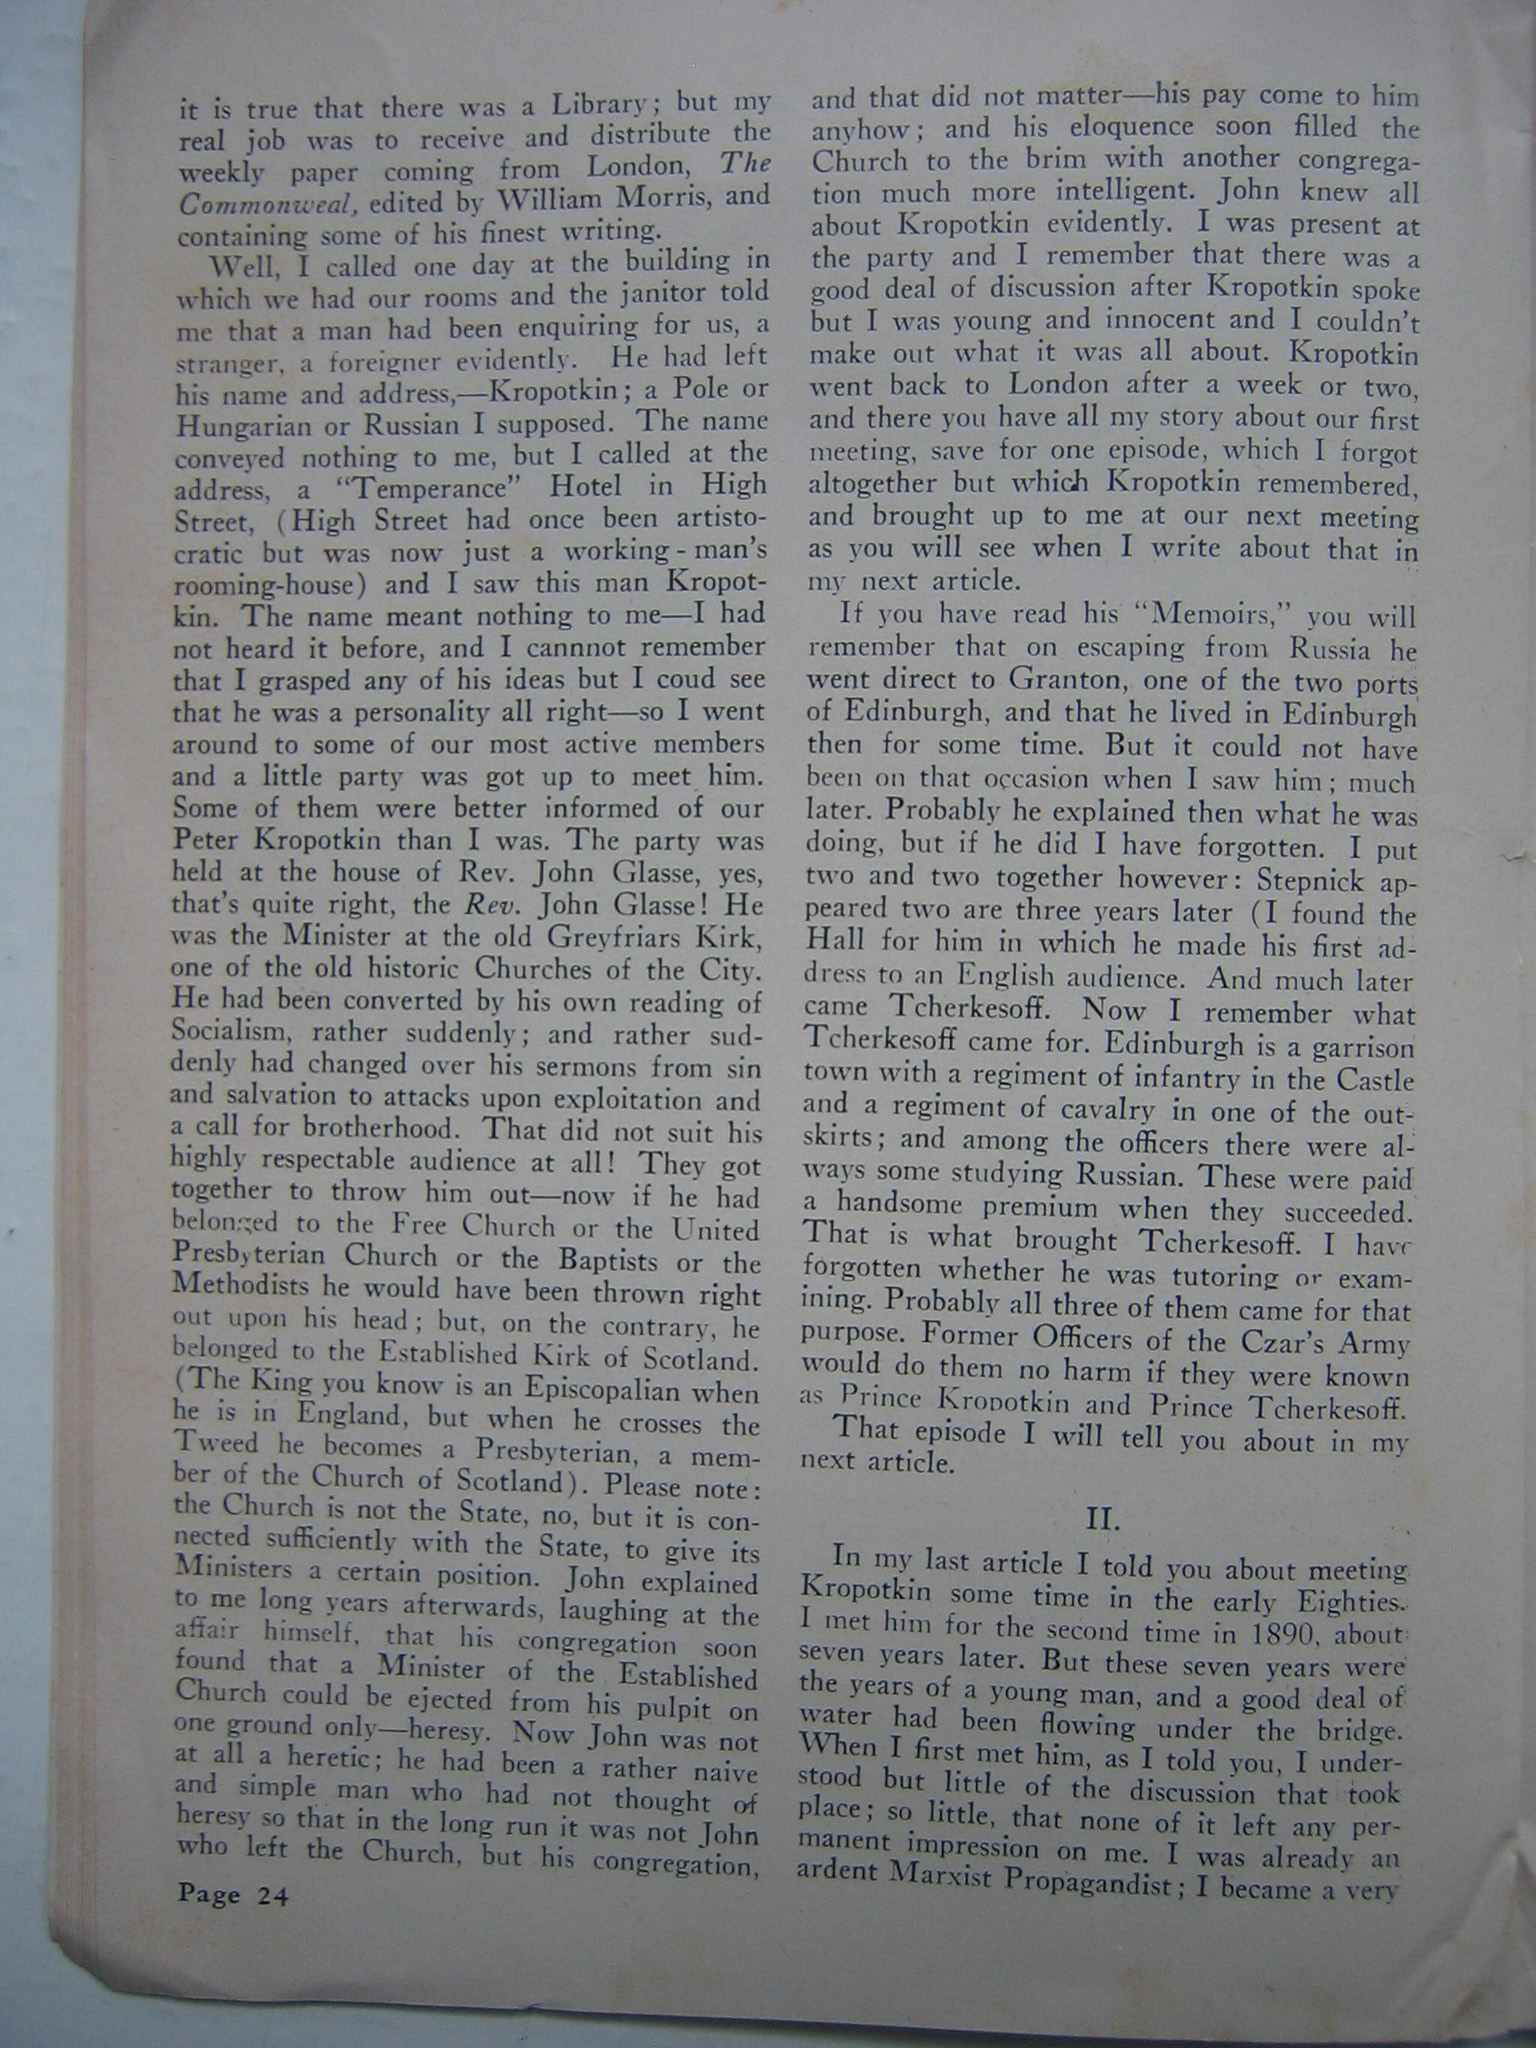 it is true that there was a Library; but my
real job was to receive and distribute the
weekly paper coming from London, The
Commonweal, edited by William Morris, and
containing some of his finest writing.
Well, I called one day at the building in
which we had our rooms and the janitor told
me that a man had been enquiring for us, a
stranger, a foreigner evidently. He had left
his name and address,—Kropotkin; a Pole or
Hungarian or Russian I supposed. The name
conveyed nothing to me, but I called at the
address, a "Temperance" Hotel in High
Street, (High Street had once been artisto-
cratic but was now just a working-man's
rooming-house) and I saw this man Kropot-
kin. The name meant nothing to me—I had
not heard it before, and I cannnot remember
that I grasped any of his ideas but I coud see
that he was a personality all right—so I went
around to some of our most active members
and a little party was got up to meet him.
Some of them were better informed of our
Peter Kropotkin than I was. The party was
held at the house of Rev. John Glasse, yes,
that's quite right, the Rev. John Glasse! He
was the Minister at the old Greyfriars Kirk,
one of the old historic Churches of the City.
He had been converted by his own reading of
Socialism, rather suddenly; and rather sud-
denly had changed over his sermons from sin
and salvation to attacks upon exploitation and
a call for brotherhood. That did not suit his
highly respectable audience at all! They got
together to throw him out—now if he had
belonged to the Free Church or the United
Presbyterian Church or the Baptists or the
Methodists he would have been thrown right
out upon his head; but, on the contrary, he
belonged to the Established Kirk of Scotland.
(The King you know is an Episcopalian when
he is in England, but when he crosses the
Tweed he becomes a Presbyterian, a mem-
ber of the Church of Scotland). Please note:
the Church is not the State, no, but it is con-
nected sufficiently with the State, to give its
Ministers a certain position. John explained
to me long years afterwards, laughing at the
affair himself, that his congregation soon
found that a Minister of the Established
Church could be ejected from his pulpit on
one ground only—heresy. Now John was not
at all a heretic; he had been a rather naive
and simple man who had not thought of
heresy so that in the long run it was not John
who left the Church, but his congregation,
Page 24
and that did not matter—his pay come to him
anyhow; and his eloquence soon filled the
Church to the brim with another congrega-
tion much more intelligent. John knew all
about Kropotkin evidently. I was present at
the party and I remember that there was a
good deal of discussion after Kropotkin spoke
but I was young and innocent and I couldn't
make out what it was all about. Kropotkin
went back to London after a week or two,
and there you have all my story about our first
meeting, save for one episode, which I forgot
altogether but which Kropotkin remembered,
and brought up to me at our next meeting
as you will see when I write about that in
my next article.
If you have read his "Memoirs," you will
remember that on escaping from Russia he
went direct to Granton, one of the two ports
of Edinburgh, and that he lived in Edinburgh
then for some time. But it could not have
been on that occasion when I saw him; much
later. Probably he explained then what he was
doing, but if he did I have forgotten. I put
two and two together however: Stepnick ap-
peared two are three years later (I found the
Hall for him in which he made his first ad-
dress to an English audience. And much later
came Tcherkesoff. Now I remember what
Tcherkesoff came for. Edinburgh is a garrison
town with a regiment of infantry in the Castle
and a regiment of cavalry in one of the out-
skirts; and among the officers there were al-
ways some studying Russian. These were paid
a handsome premium when they succeeded.
That is what brought Tcherkesoff. I have
forgotten whether he was tutoring or exam-
ining. Probably all three of them came for that
purpose. Former Officers of the Czar's Army
would do them no harm if they were known
as Prince Kropotkin and Prince Tcherkesoff.
That episode I will tell you about in my
next article.
II.
In my last article I told you about meeting
Kropotkin some time in the early Eighties.
I met him for the second time in 1890, about
seven years later. But these seven years were
the years of a young man, and a good deal of
water had been flowing under the bridge.
When I first met him, as I told you, I under-
stood but little of the discussion that took
place; so little, that none of it left any per-
manent impression on me. I was already an
ardent Marxist Propagandist; I became a very